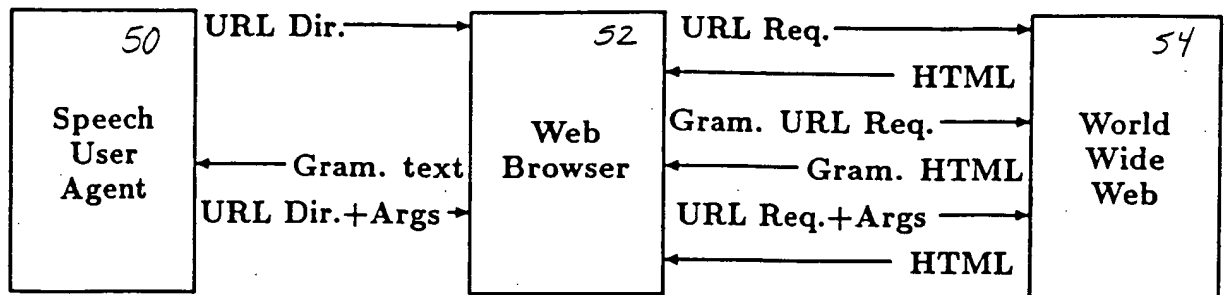 50
Speech
User
Agent
URL Dir.
Gram. text
URL Dir.+Args
52
Web
Browser
URL Req.
HTML
Gram. URL Req.
Gram. HTML
URL Req.+Args
HTML
54
World
Wide
Web